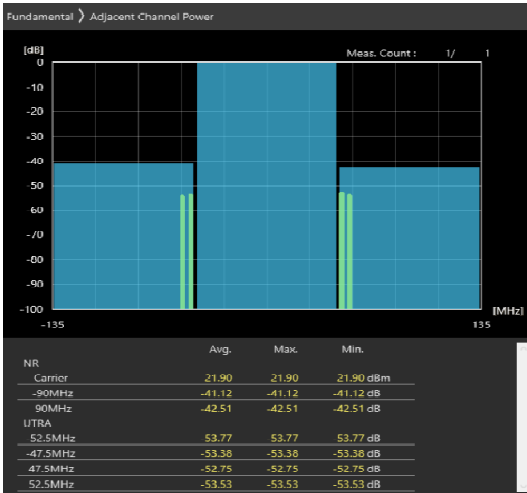 Fundamental ❯ Adjacent Channel Power
[dB]
Meas. Count : 1/ 1
0
-10
-20
-30
-40
-50
-60
-70
-80
-90
-100
[MHz]
-135 135
Avg. Max. Min.
NR
Carrier 21.90 21.90 21.90 dBm
-90MHz -41.12 -41.12 -41.12 dB
90MHz -42.51 -42.51 -42.51 dB
UTRA
52.5MHz 53.77 53.77 53.77 dB
-47.5MHz -53.38 -53.38 -53.38 dB
47.5MHz -52.75 -52.75 -52.75 dB
52.5MHz -53.53 -53.53 -53.53 dB